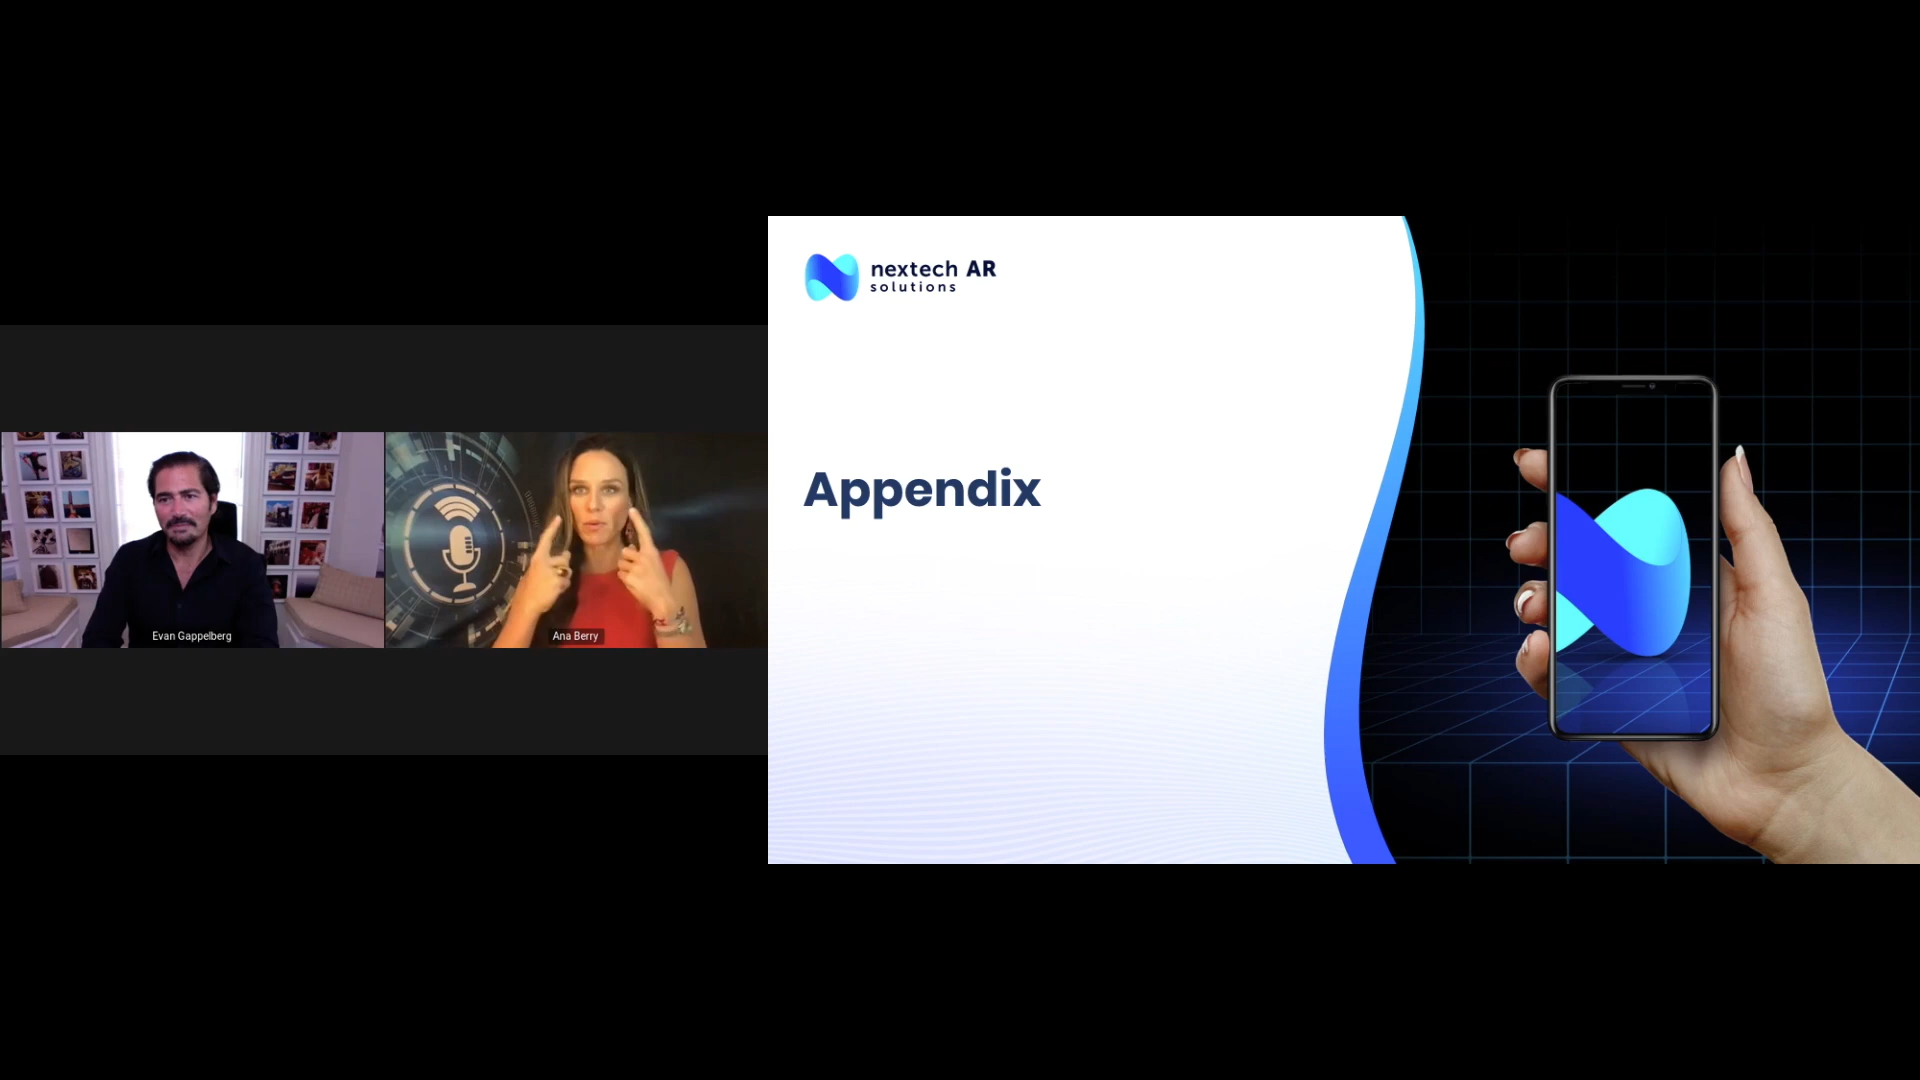 Evan Gappelberg
Ana Berry
nextech AR
solutions
Appendix